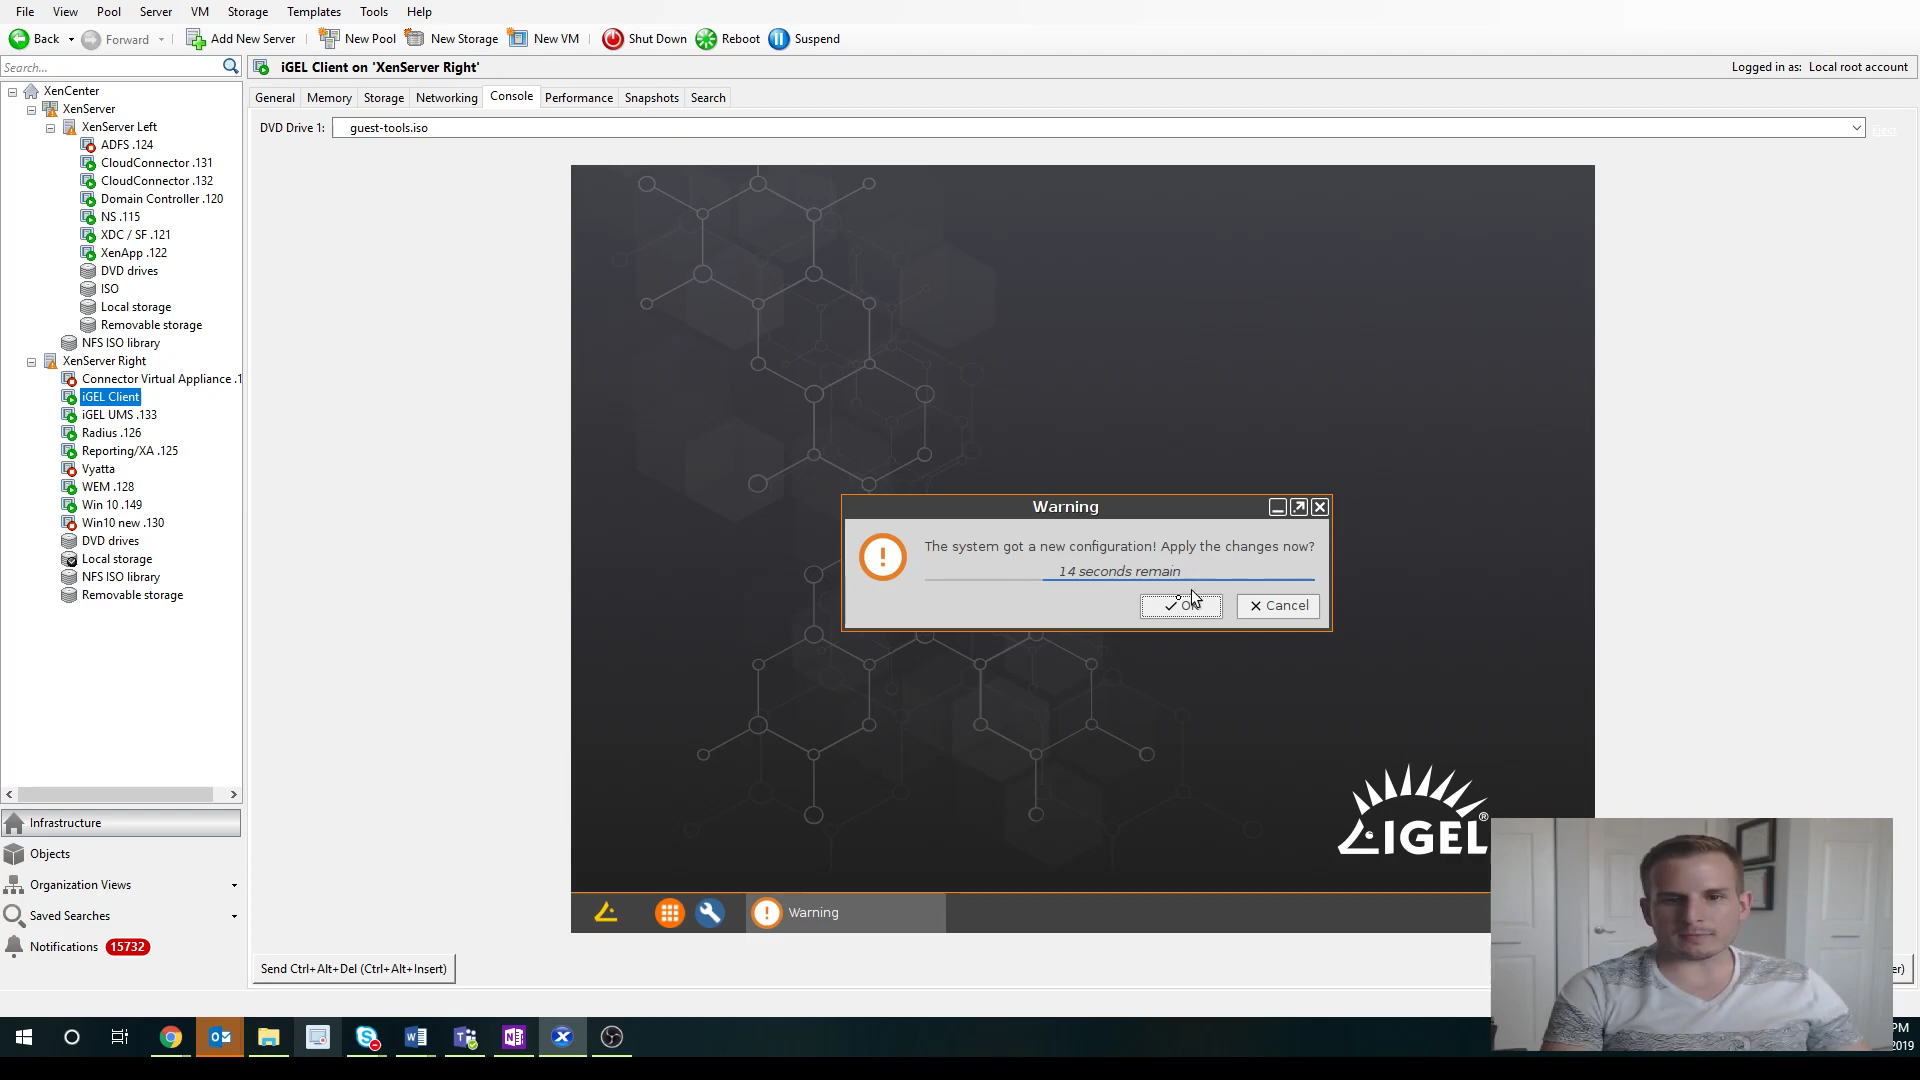 File View Pool Server VM Storage Templates Tools Help
Back Forward Add New Server New Pool New Storage New VM Shut Down Reboot Suspend
Search...
iGEL Client on 'XenServer Right'
Logged in as: Local root account
General Memory Storage Networking Console Performance Snapshots Search
DVD Drive 1: guest-tools.iso Eject
XenCenter
XenServer
XenServer Left
ADFS .124
CloudConnector .131
CloudConnector .132
Domain Controller .120
NS .115
XDC / SF .121
XenApp .122
DVD drives
ISO
Local storage
Removable storage
NFS ISO library
XenServer Right
Connector Virtual Appliance .1
iGEL Client
iGEL UMS .133
Radius .126
Reporting/XA .125
Vyatta
WEM .128
Win 10 .149
Win10 new .130
DVD drives
Local storage
NFS ISO library
Removable storage
Infrastructure
Objects
Organization Views
Saved Searches
Notifications 15732
Warning
The system got a new configuration! Apply the changes now?
14 seconds remain
Cancel
IGEL®
Warning
Send Ctrl+Alt+Del (Ctrl+Alt+Insert)
er)
PM
2019